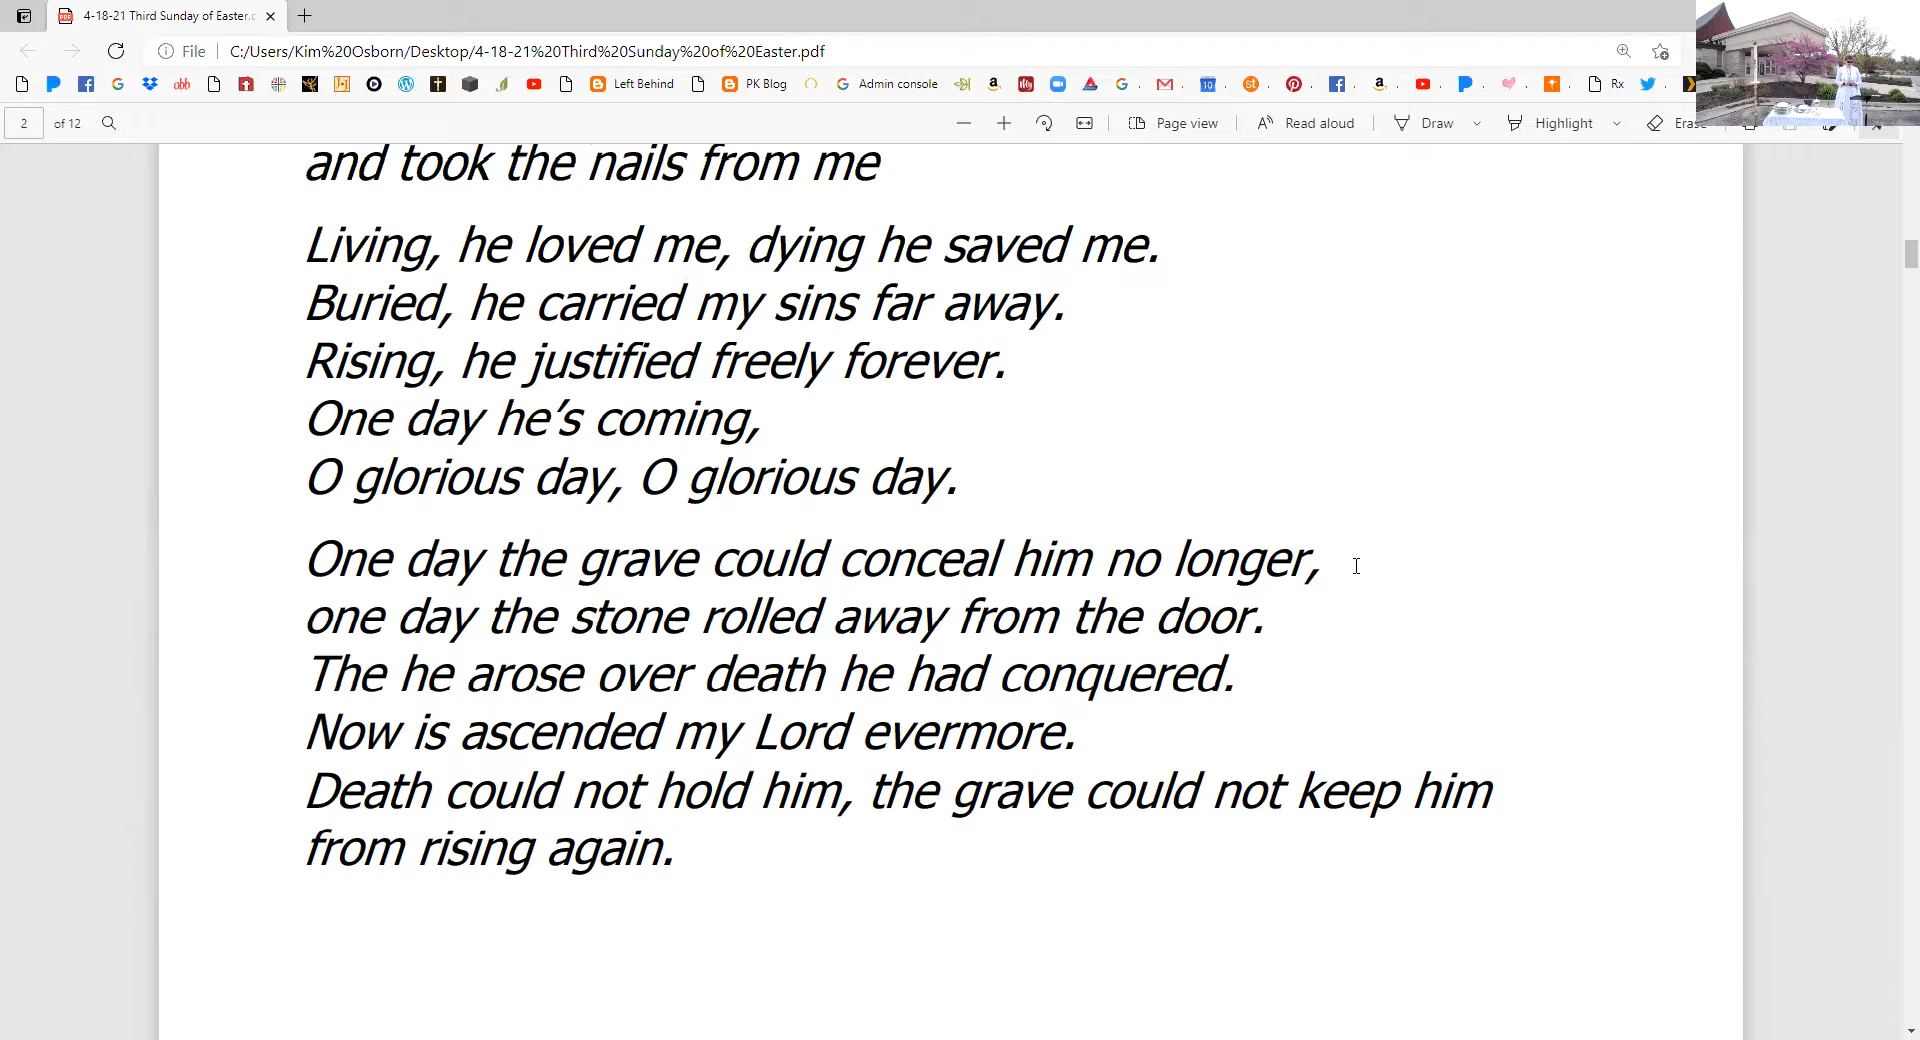 4-18-21 Third Sunday of Easter.
File C:/Users/Kim%20Osborn/Desktop/4-18-21%20Third%20Sunday%20of%20Easter.pdf
Left Behind PK Blog Admin console Rx
2 of 12 Page view Read aloud Draw Highlight Erase
and took the nails from me
Living, he loved me, dying he saved me.
Buried, he carried my sins far away.
Rising, he justified freely forever.
One day he’s coming,
O glorious day, O glorious day.
One day the grave could conceal him no longer,
one day the stone rolled away from the door.
The he arose over death he had conquered.
Now is ascended my Lord evermore.
Death could not hold him, the grave could not keep him
from rising again.